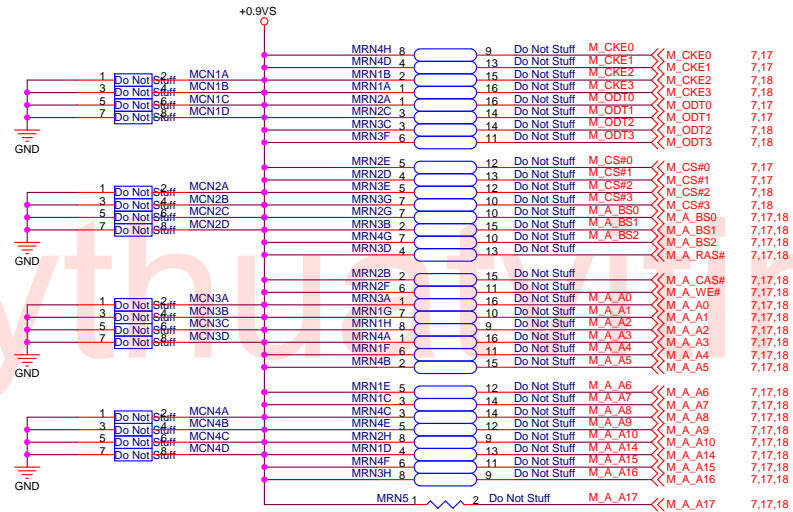 +0.9VS
MRN4H 8 9 Do Not Stuff M_CKE0 M_CKE0 7,17
MRN4D 4 13 Do Not Stuff M_CKE1 M_CKE1 7,17
1 Do Not Stuff 2 MCN1A MRN1B 2 15 Do Not Stuff M_CKE2 M_CKE2 7,18
3 Do Not Stuff 4 MCN1B MRN1A 1 16 Do Not Stuff M_CKE3 M_CKE3 7,18
5 Do Not Stuff 6 MCN1C MRN2A 1 16 Do Not Stuff M_ODT0 M_ODT0 7,17
7 Do Not Stuff 8 MCN1D MRN2C 3 14 Do Not Stuff M_ODT1 M_ODT1 7,17
MRN3C 3 14 Do Not Stuff M_ODT2 M_ODT2 7,18
MRN3F 6 11 Do Not Stuff M_ODT3 M_ODT3 7,18
GND
MRN2E 5 12 Do Not Stuff M_CS#0 M_CS#0 7,17
MRN2D 4 13 Do Not Stuff M_CS#1 M_CS#1 7,17
1 Do Not Stuff 2 MCN2A MRN3E 5 12 Do Not Stuff M_CS#2 M_CS#2 7,18
3 Do Not Stuff 4 MCN2B MRN3G 7 10 Do Not Stuff M_CS#3 M_CS#3 7,18
5 Do Not Stuff 6 MCN2C MRN2G 7 10 Do Not Stuff M_A_BS0 M_A_BS0 7,17,18
7 Do Not Stuff 8 MCN2D MRN3B 2 15 Do Not Stuff M_A_BS1 M_A_BS1 7,17,18
MRN4G 7 10 Do Not Stuff M_A_BS2 M_A_BS2 7,17,18
MRN3D 4 13 Do Not Stuff M_A_RAS# 7,17,18
GND
MRN2B 2 15 Do Not Stuff M_A_CAS# 7,17,18
MRN2F 6 11 Do Not Stuff M_A_WE# 7,17,18
1 Do Not Stuff 2 MCN3A MRN3A 1 16 Do Not Stuff M_A_A0 M_A_A0 7,17,18
3 Do Not Stuff 4 MCN3B MRN1G 7 10 Do Not Stuff M_A_A1 M_A_A1 7,17,18
5 Do Not Stuff 6 MCN3C MRN1H 8 9 Do Not Stuff M_A_A2 M_A_A2 7,17,18
7 Do Not Stuff 8 MCN3D MRN4A 1 16 Do Not Stuff M_A_A3 M_A_A3 7,17,18
MRN1F 6 11 Do Not Stuff M_A_A4 M_A_A4 7,17,18
MRN4B 2 15 Do Not Stuff M_A_A5 M_A_A5 7,17,18
GND
MRN1E 5 12 Do Not Stuff M_A_A6 M_A_A6 7,17,18
MRN1C 3 14 Do Not Stuff M_A_A7 M_A_A7 7,17,18
1 Do Not Stuff 2 MCN4A MRN4C 3 14 Do Not Stuff M_A_A8 M_A_A8 7,17,18
3 Do Not Stuff 4 MCN4B MRN4E 5 12 Do Not Stuff M_A_A9 M_A_A9 7,17,18
5 Do Not Stuff 6 MCN4C MRN2H 8 9 Do Not Stuff M_A_A10 M_A_A10 7,17,18
7 Do Not Stuff 8 MCN4D MRN1D 4 13 Do Not Stuff M_A_A14 M_A_A14 7,17,18
MRN4F 6 11 Do Not Stuff M_A_A15 M_A_A15 7,17,18
MRN3H 8 9 Do Not Stuff M_A_A16 M_A_A16 7,17,18
GND
MRN5 1 2 Do Not Stuff M_A_A17 M_A_A17 7,17,18